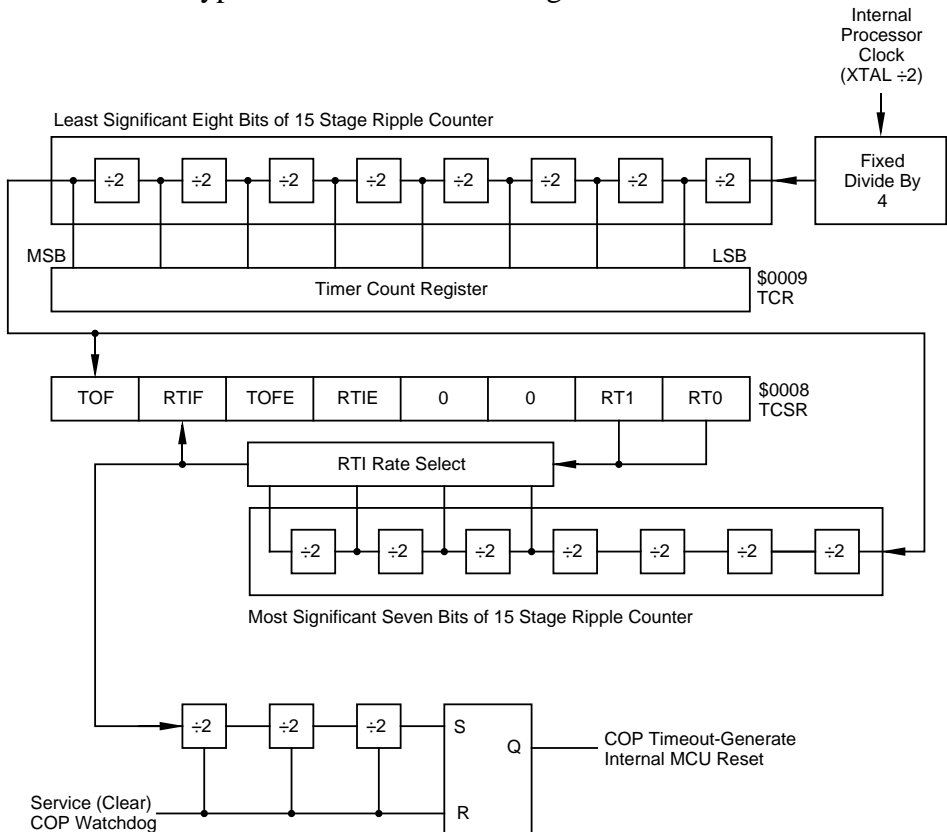 Internal
Processor
Clock
(XTAL ÷2)
Least Significant Eight Bits of 15 Stage Ripple Counter
÷2 ÷2 ÷2 ÷2 ÷2 ÷2 ÷2 ÷2
Fixed
Divide By
4
MSB LSB
Timer Count Register
$0009
TCR
TOF RTIF TOFE RTIE 0 0 RT1 RT0
$0008
TCSR
RTI Rate Select
÷2 ÷2 ÷2 ÷2 ÷2 ÷2 ÷2
Most Significant Seven Bits of 15 Stage Ripple Counter
÷2 ÷2 ÷2 S
Q
COP Timeout-Generate
Internal MCU Reset
Service (Clear)
COP Watchdog
R